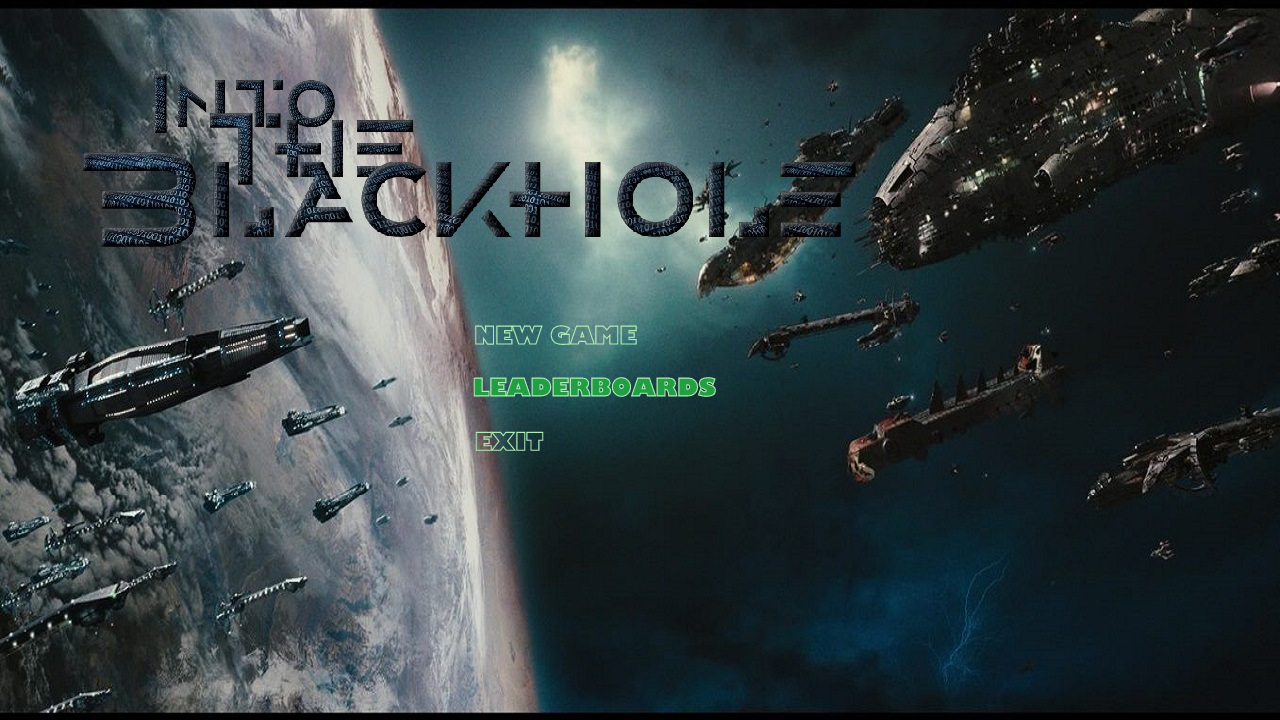 INTO
THE
BLACKHOLE
NEW GAME
LEADERBOARDS
EXIT